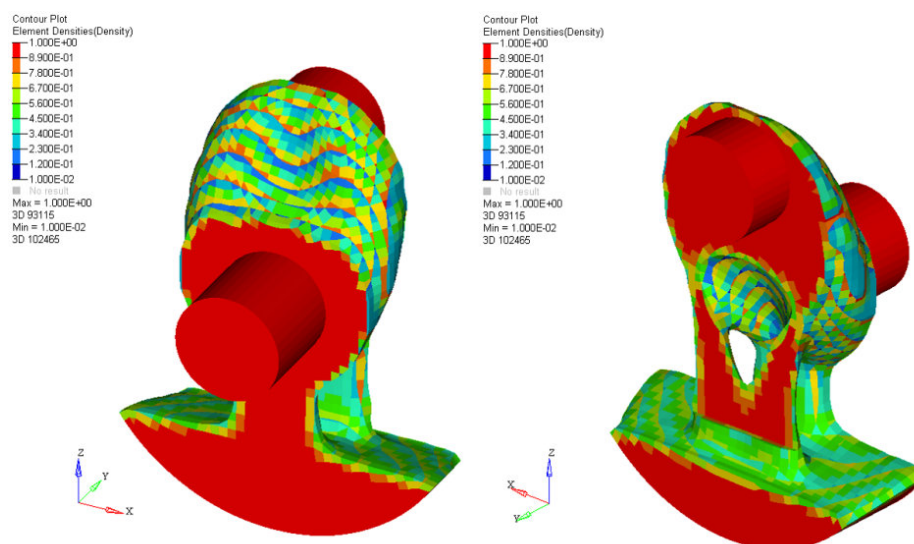 Contour Plot
Element Densities(Density)
1.000E+00
8.900E-01
7.800E-01
6.700E-01
5.600E-01
4.500E-01
3.400E-01
2.300E-01
1.200E-01
1.000E-02
No result
Max = 1.000E+00
3D 93115
Min = 1.000E-02
3D 102465
Z
Y
X
Contour Plot
Element Densities(Density)
1.000E+00
8.900E-01
7.800E-01
6.700E-01
5.600E-01
4.500E-01
3.400E-01
2.300E-01
1.200E-01
1.000E-02
No result
Max = 1.000E+00
3D 93115
Min = 1.000E-02
3D 102465
Z
X
Y